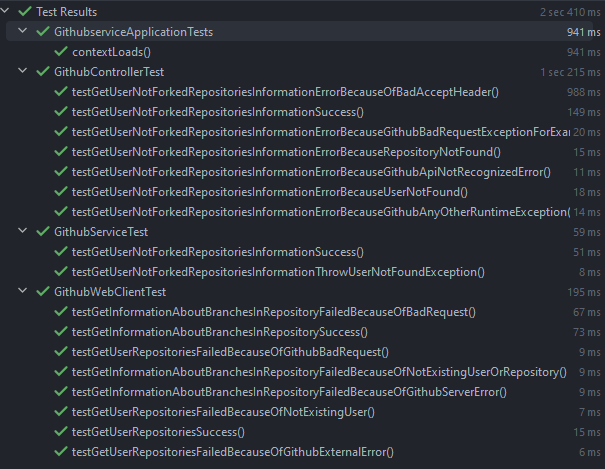 Test Results 2 sec 410 ms
GithubserviceApplicationTests 941 ms
contextLoads() 941 ms
GithubControllerTest 1 sec 215 ms
testGetUserNotForkedRepositoriesInformationErrorBecauseOfBadAcceptHeader() 988 ms
testGetUserNotForkedRepositoriesInformationSuccess() 149 ms
testGetUserNotForkedRepositoriesInformationErrorBecauseGithubBadRequestExceptionForExa 20 ms
testGetUserNotForkedRepositoriesInformationErrorBecauseRepositoryNotFound() 15 ms
testGetUserNotForkedRepositoriesInformationErrorBecauseGithubApiNotRecognizedError() 11 ms
testGetUserNotForkedRepositoriesInformationErrorBecauseUserNotFound() 18 ms
testGetUserNotForkedRepositoriesInformationErrorBecauseGithubAnyOtherRuntimeException( 14 ms
GithubServiceTest 59 ms
testGetUserNotForkedRepositoriesInformationSuccess() 51 ms
testGetUserNotForkedRepositoriesInformationThrowUserNotFoundException() 8 ms
GithubWebClientTest 195 ms
testGetInformationAboutBranchesInRepositoryFailedBecauseOfBadRequest() 67 ms
testGetInformationAboutBranchesInRepositorySuccess() 73 ms
testGetUserRepositoriesFailedBecauseOfGithubBadRequest() 9 ms
testGetInformationAboutBranchesInRepositoryFailedBecauseOfNotExistingUserOrRepository() 9 ms
testGetInformationAboutBranchesInRepositoryFailedBecauseOfGithubServerError() 9 ms
testGetUserRepositoriesFailedBecauseOfNotExistingUser() 7 ms
testGetUserRepositoriesSuccess() 15 ms
testGetUserRepositoriesFailedBecauseOfGithubExternalError() 6 ms